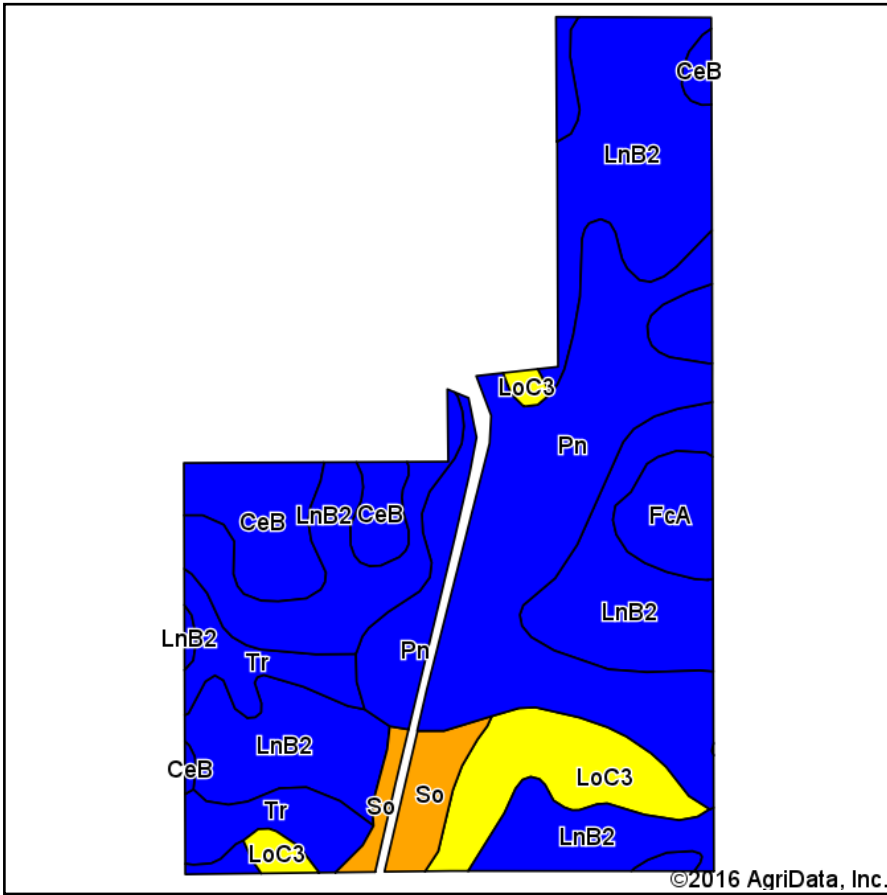 CeB
LnB2
LoC3
Pn
CeB
LnB2
CeB
FcA
LnB2
LnB2
Pn
Tr
LnB2
CeB
LoC3
So
So
Tr
LnB2
LoC3
©2016 AgriData, Inc.